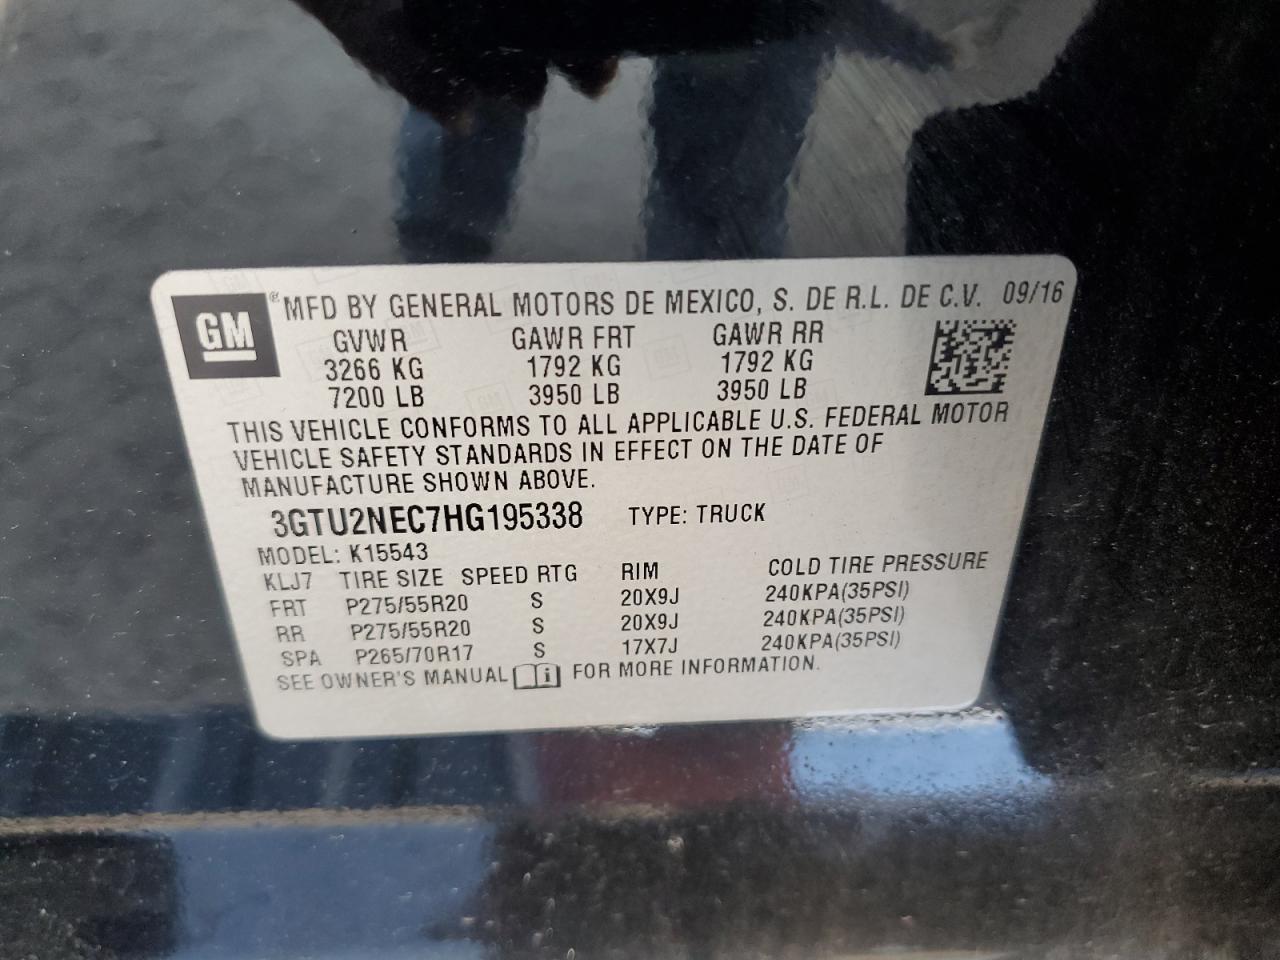 GM ® MFD BY GENERAL MOTORS DE MEXICO, S. DE R.L. DE C.V. 09/16
GVWR GAWR FRT GAWR RR
3266 KG 1792 KG 1792 KG
7200 LB 3950 LB 3950 LB
THIS VEHICLE CONFORMS TO ALL APPLICABLE U.S. FEDERAL MOTOR
VEHICLE SAFETY STANDARDS IN EFFECT ON THE DATE OF
MANUFACTURE SHOWN ABOVE.
3GTU2NEC7HG195338 TYPE: TRUCK
MODEL: K15543
KLJ7 TIRE SIZE SPEED RTG RIM COLD TIRE PRESSURE
FRT P275/55R20 S 20X9J 240KPA(35PSI)
RR P275/55R20 S 20X9J 240KPA(35PSI)
SPA P265/70R17 S 17X7J 240KPA(35PSI)
SEE OWNER'S MANUAL i FOR MORE INFORMATION.